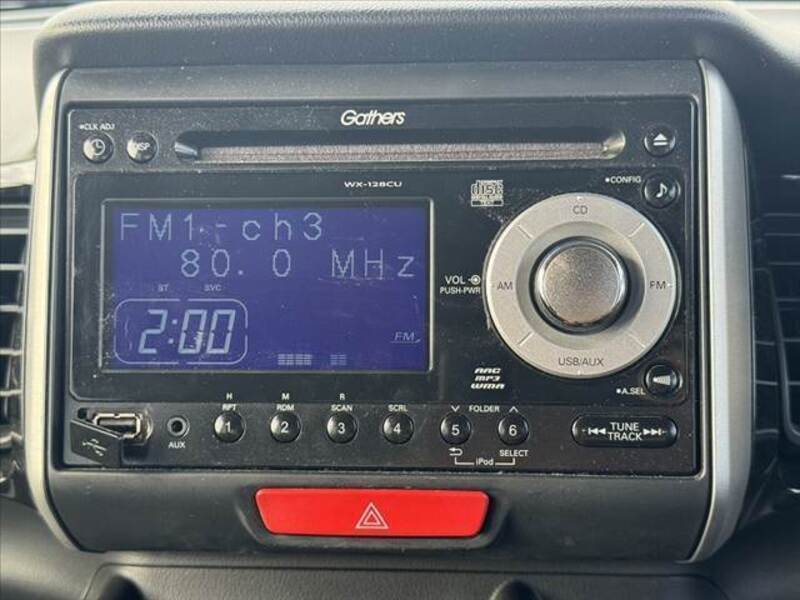 Gathers
•CLK ADJ
DISP
WX-128CU
disc
TEXT
•CONFIG
FM1-ch3
80.0 MHz
ST SVC
2:00
FM
CD
AM
FM
USB/AUX
VOL
PUSH-PWR
AAC
MP3
WMA
•A.SEL
AUX
H M R
RPT RDM SCAN SCRL FOLDER
1 2 3 4 5 6
iPod
SELECT
TUNE
TRACK